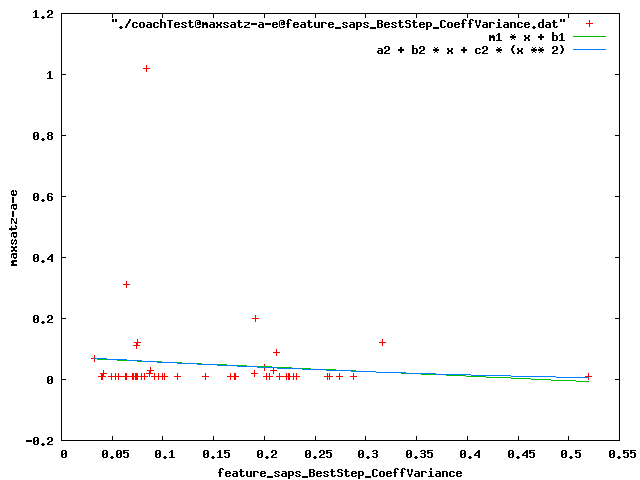 1.2
1
0.8
0.6
0.4
0.2
0
-0.2
maxsatz-a-e
"./coachTest@maxsatz-a-e@feature_saps_BestStep_CoeffVariance.dat"
m1 * x + b1
a2 + b2 * x + c2 * (x ** 2)
0 0.05 0.1 0.15 0.2 0.25 0.3 0.35 0.4 0.45 0.5 0.55
feature_saps_BestStep_CoeffVariance